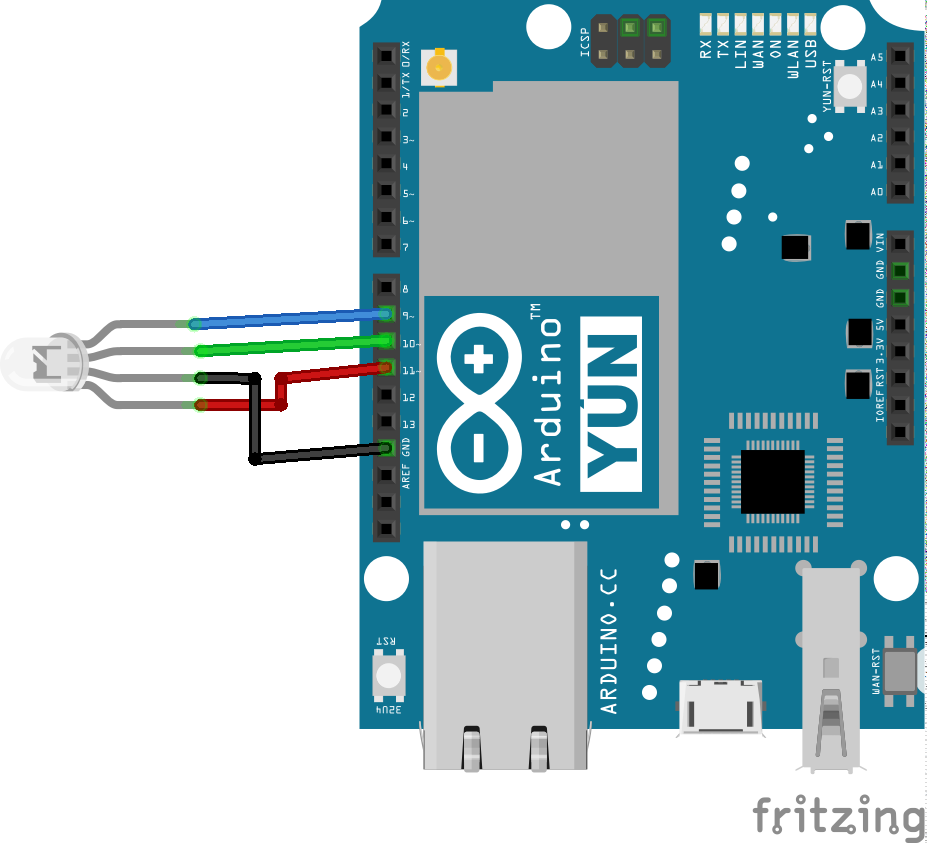 ICSP
RX
TX
LIN
WAN
ON
WLAN
USB
YUN-RST
0/RX
1/TX
2
3~
4
5~
6~
7
8
9~
10~
11~
12
13
GND
AREF
A5
A4
A3
A2
A1
A0
VIN
GND
GND
5V
3.3V
RST
IOREF
Arduino™
YÚN
ARDUINO.CC
32U4
RST
WAN-RST
fritzing